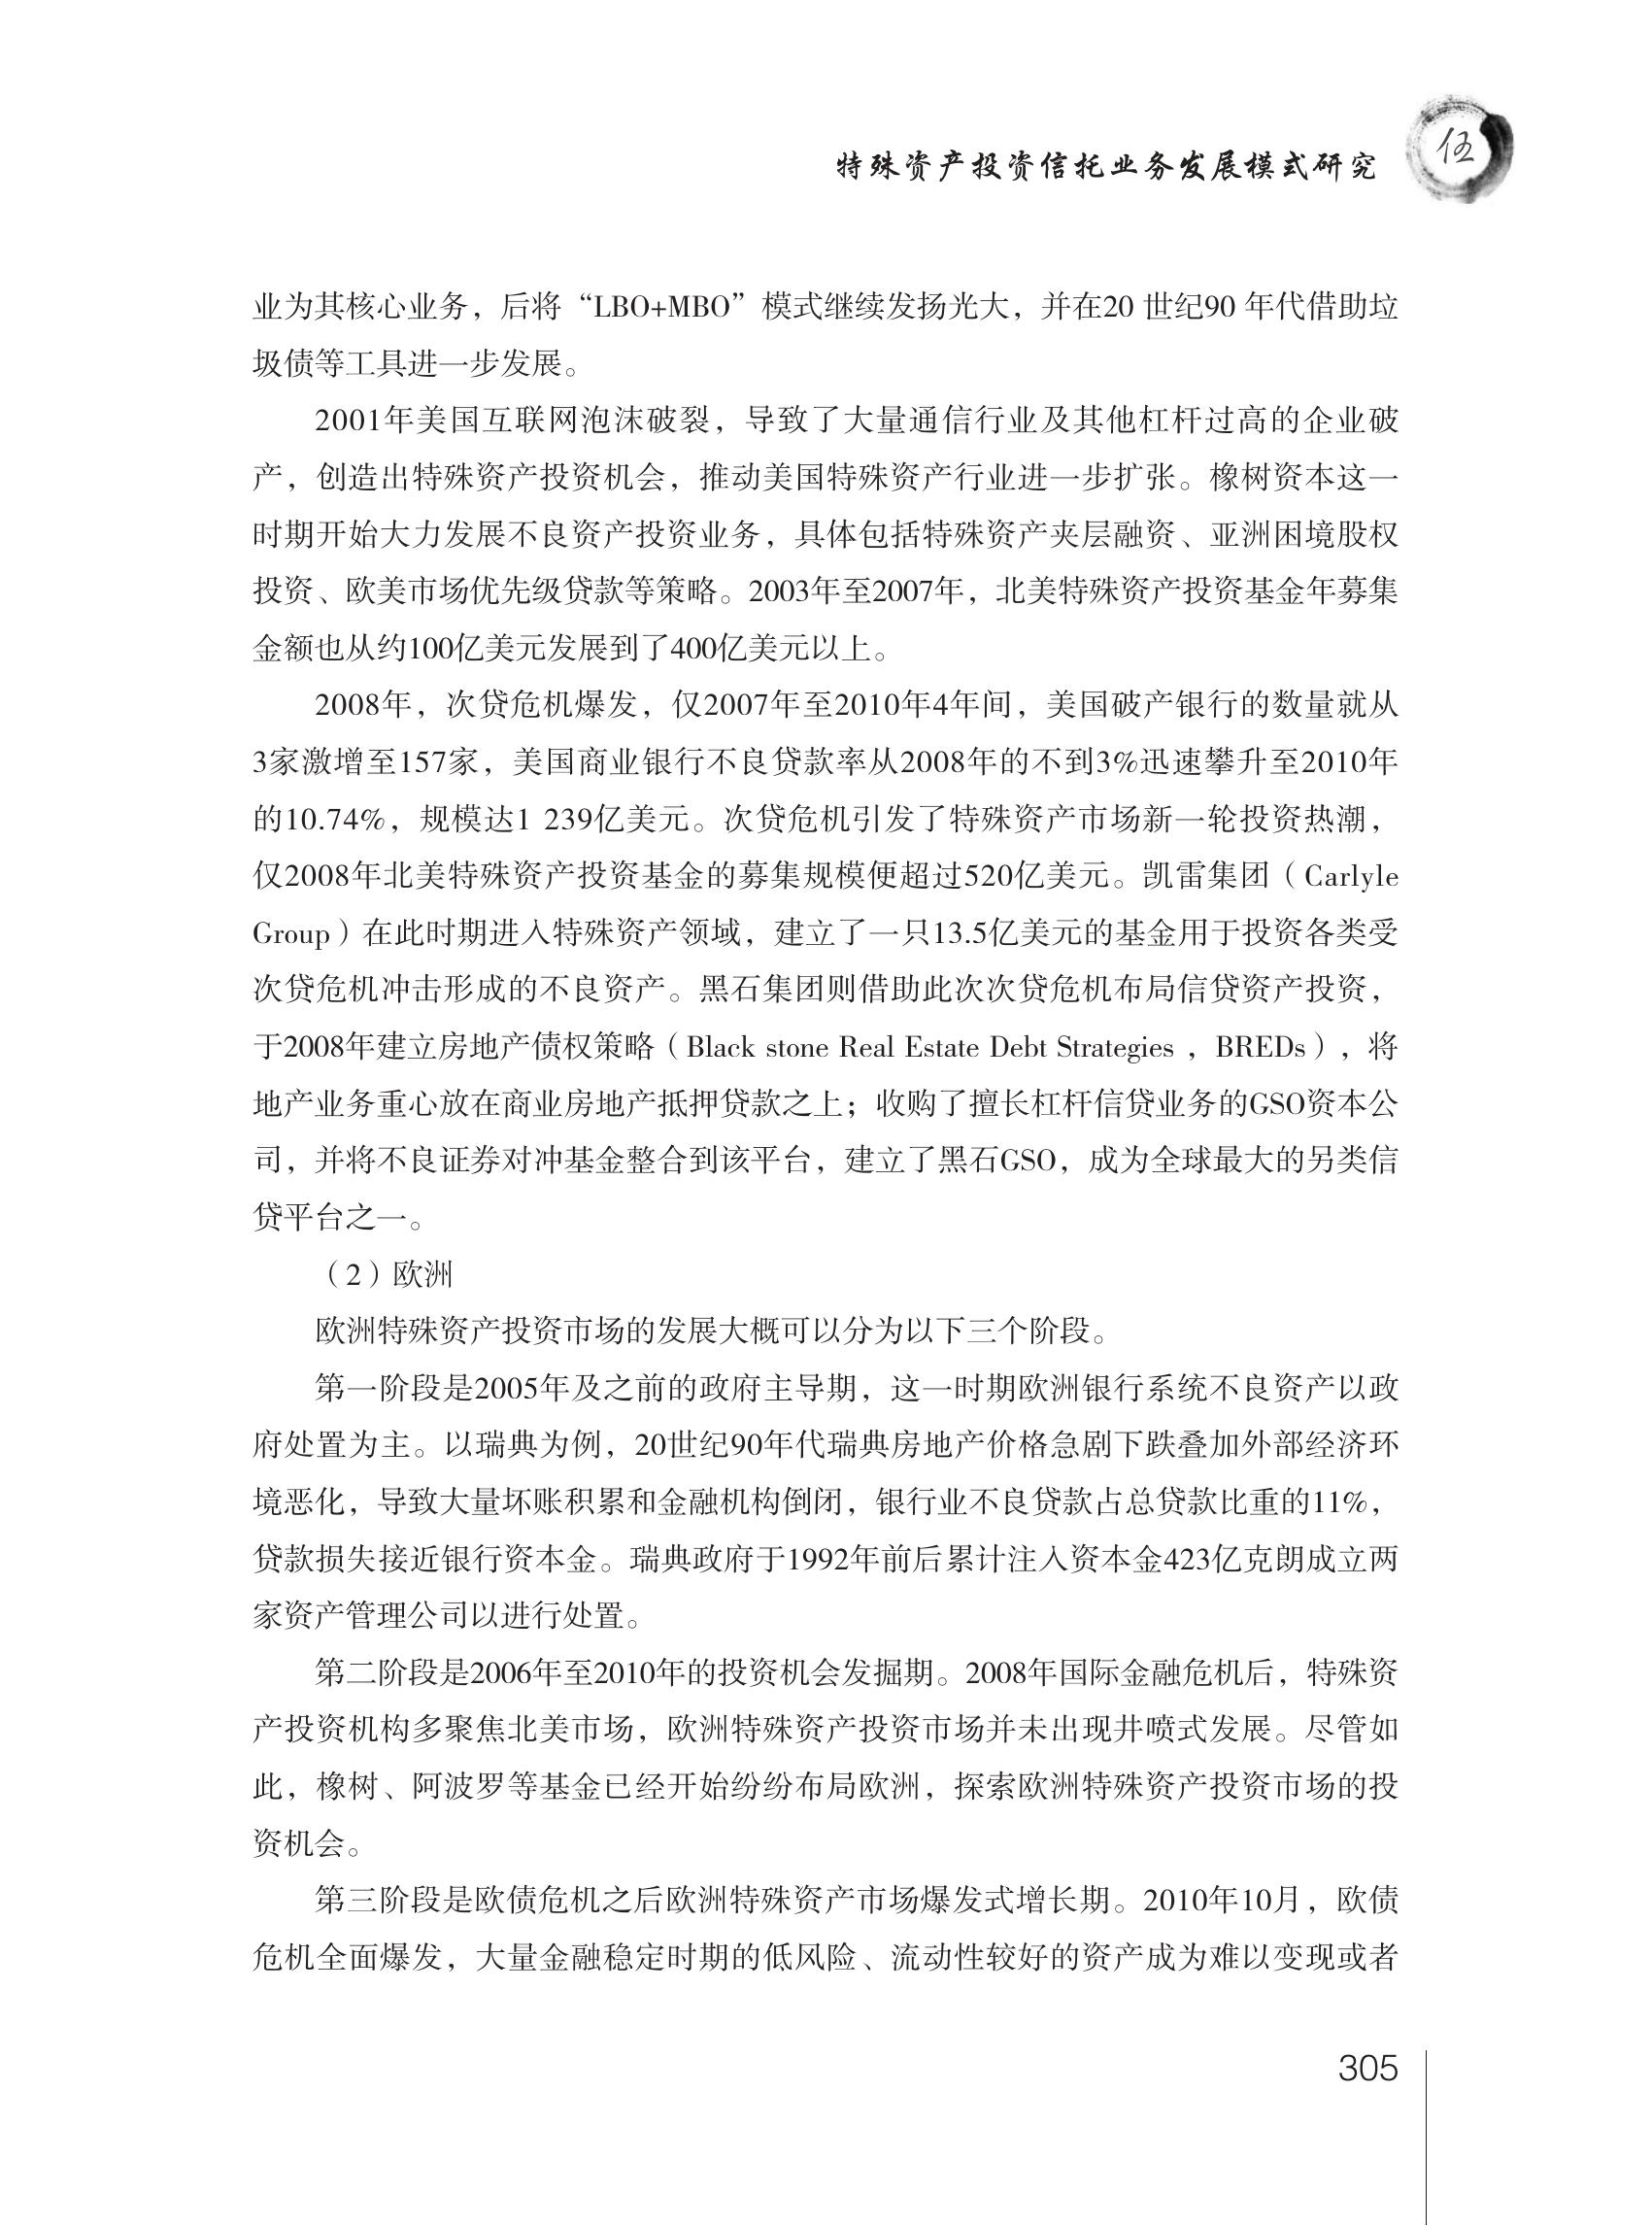 特殊资产投资信托业务发展模式研究
伍
业为其核心业务，后将“LBO+MBO”模式继续发扬光大，并在20 世纪90 年代借助垃
圾债等工具进一步发展。
2001年美国互联网泡沫破裂，导致了大量通信行业及其他杠杆过高的企业破
产，创造出特殊资产投资机会，推动美国特殊资产行业进一步扩张。橡树资本这一
时期开始大力发展不良资产投资业务，具体包括特殊资产夹层融资、亚洲困境股权
投资、欧美市场优先级贷款等策略。2003年至2007年，北美特殊资产投资基金年募集
金额也从约100亿美元发展到了400亿美元以上。
2008年，次贷危机爆发，仅2007年至2010年4年间，美国破产银行的数量就从
3家激增至157家，美国商业银行不良贷款率从2008年的不到3%迅速攀升至2010年
的10.74%，规模达1 239亿美元。次贷危机引发了特殊资产市场新一轮投资热潮，
仅2008年北美特殊资产投资基金的募集规模便超过520亿美元。凯雷集团（Carlyle
Group）在此时期进入特殊资产领域，建立了一只13.5亿美元的基金用于投资各类受
次贷危机冲击形成的不良资产。黑石集团则借助此次次贷危机布局信贷资产投资，
于2008年建立房地产债权策略（Black stone Real Estate Debt Strategies ，BREDs），将
地产业务重心放在商业房地产抵押贷款之上；收购了擅长杠杆信贷业务的GSO资本公
司，并将不良证券对冲基金整合到该平台，建立了黑石GSO，成为全球最大的另类信
贷平台之一。
（2）欧洲
欧洲特殊资产投资市场的发展大概可以分为以下三个阶段。
第一阶段是2005年及之前的政府主导期，这一时期欧洲银行系统不良资产以政
府处置为主。以瑞典为例，20世纪90年代瑞典房地产价格急剧下跌叠加外部经济环
境恶化，导致大量坏账积累和金融机构倒闭，银行业不良贷款占总贷款比重的11%，
贷款损失接近银行资本金。瑞典政府于1992年前后累计注入资本金423亿克朗成立两
家资产管理公司以进行处置。
第二阶段是2006年至2010年的投资机会发掘期。2008年国际金融危机后，特殊资
产投资机构多聚焦北美市场，欧洲特殊资产投资市场并未出现井喷式发展。尽管如
此，橡树、阿波罗等基金已经开始纷纷布局欧洲，探索欧洲特殊资产投资市场的投
资机会。
第三阶段是欧债危机之后欧洲特殊资产市场爆发式增长期。2010年10月，欧债
危机全面爆发，大量金融稳定时期的低风险、流动性较好的资产成为难以变现或者
305